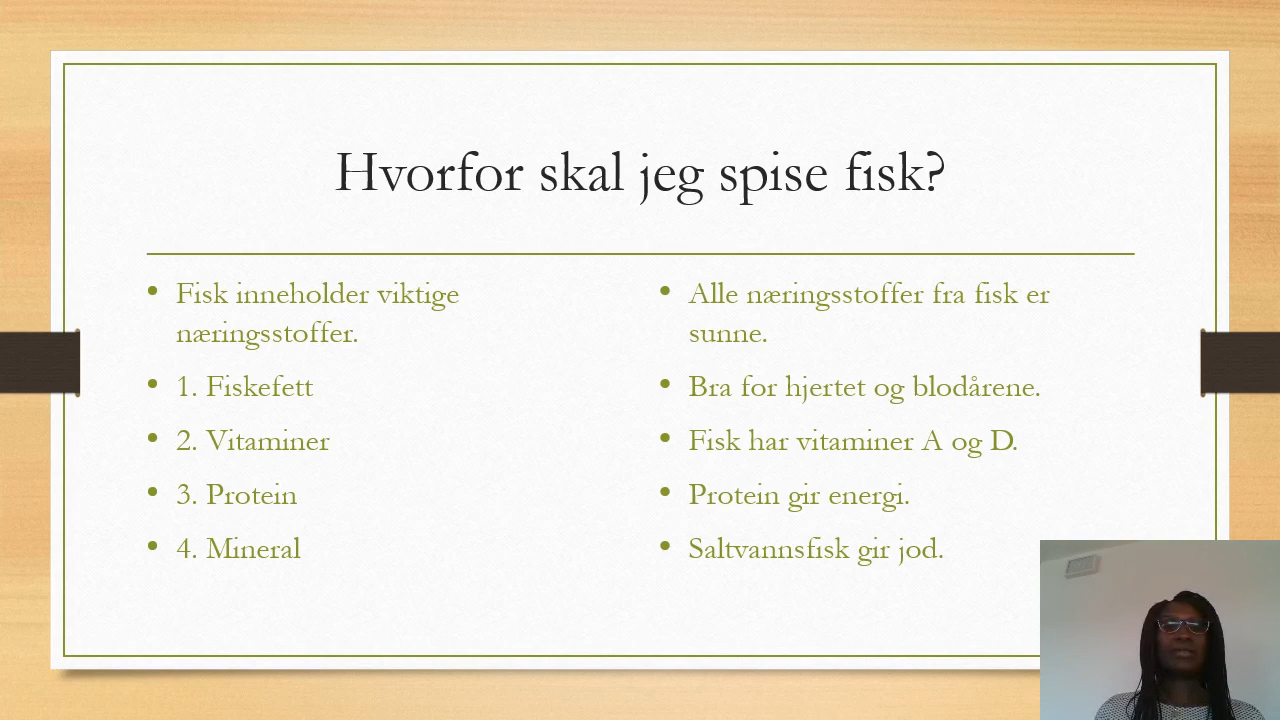 Hvorfor skal jeg spise fisk?
• Fisk inneholder viktige
næringsstoffer.
• 1. Fiskefett
• 2. Vitaminer
• 3. Protein
• 4. Mineral
• Alle næringsstoffer fra fisk er
sunne.
• Bra for hjertet og blodårene.
• Fisk har vitaminer A og D.
• Protein gir energi.
• Saltvannsfisk gir jod.